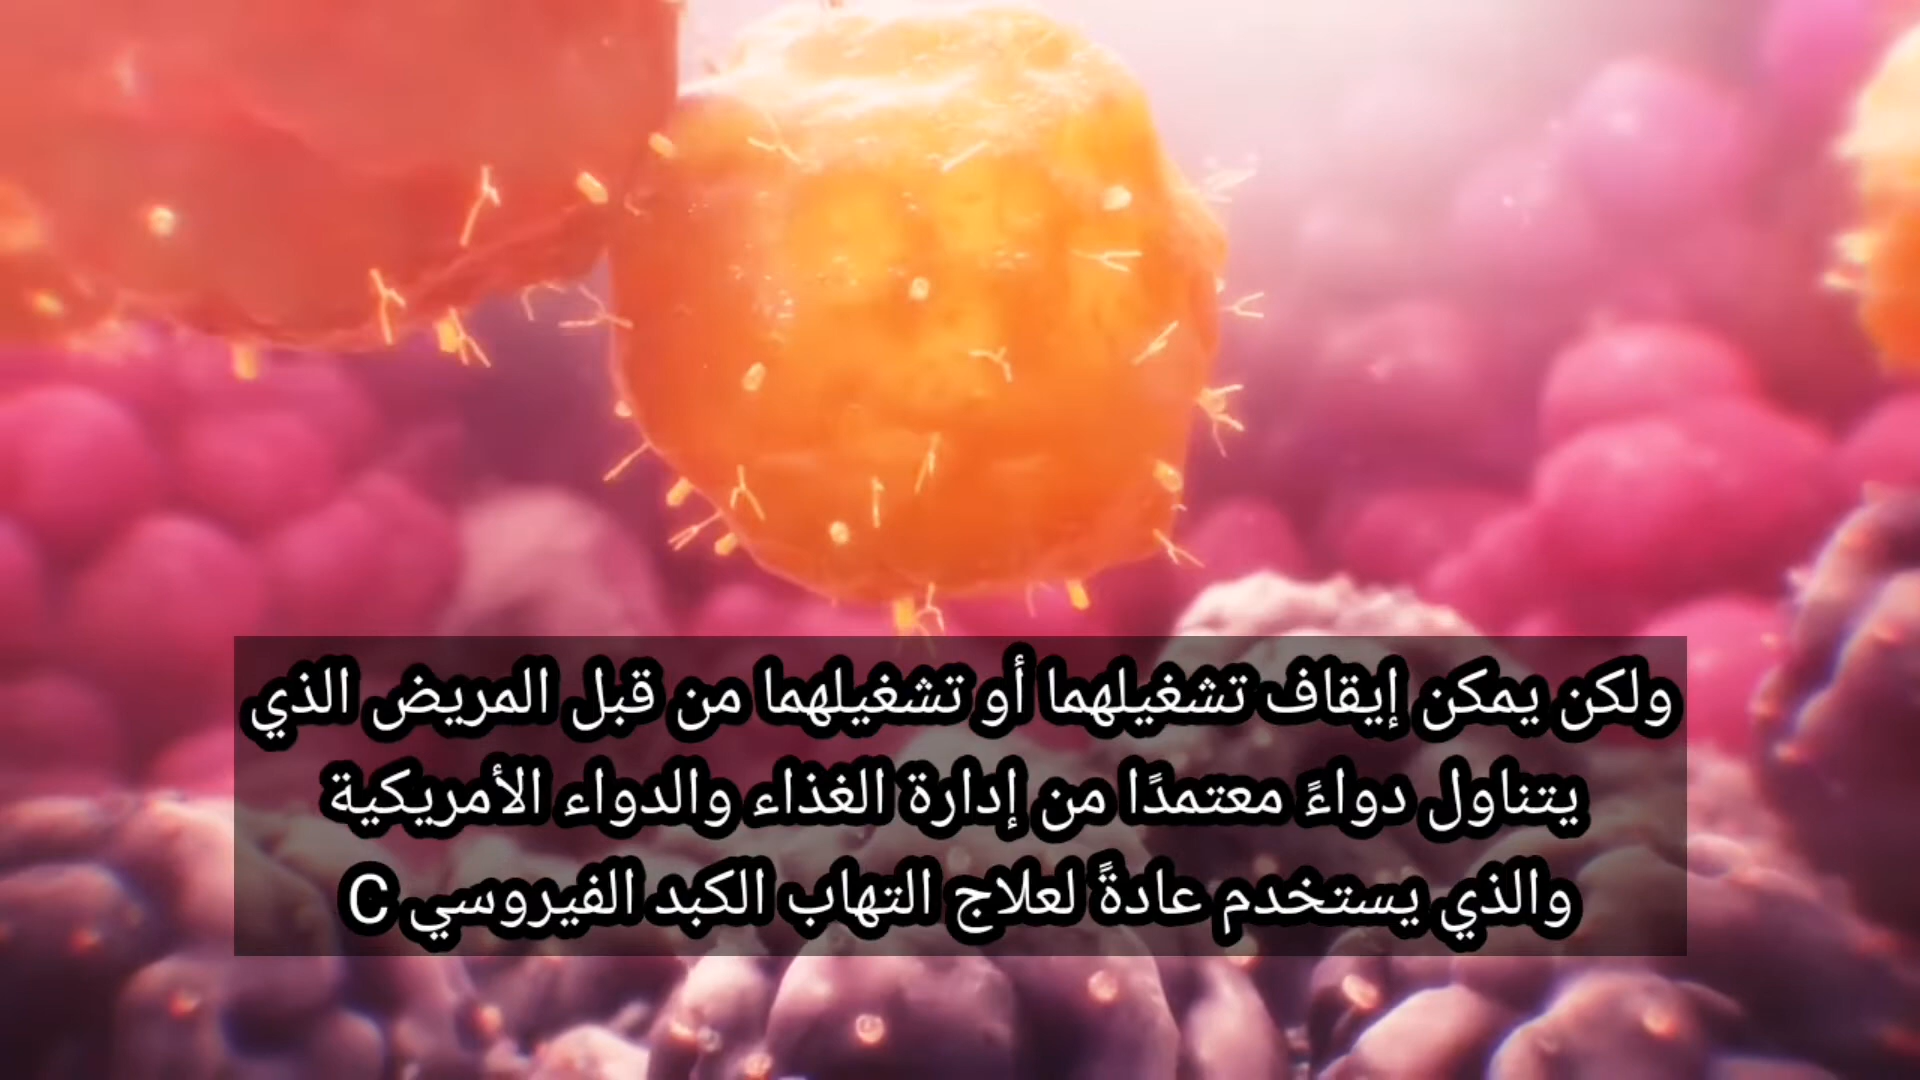 ولكن يمكن إيقاف تشغيلهما أو تشغيلهما من قبل المريض الذي
يتناول دواءً معتمدًا من إدارة الغذاء والدواء الأمريكية
والذي يستخدم عادةً لعلاج التهاب الكبد الفيروسي C